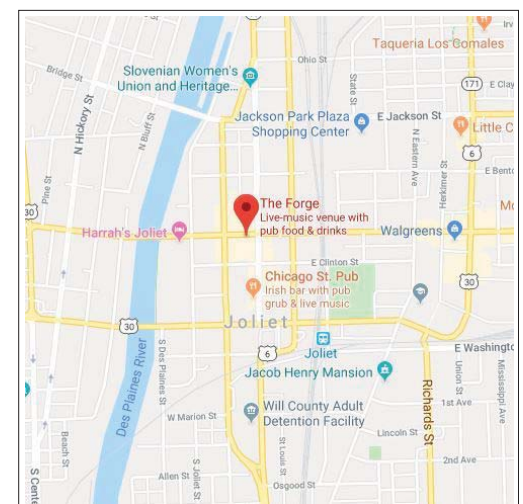 Irv
Taqueria Los Comales
Ohio St
Bridge St
Slovenian Women's
Union and Heritage...
State St
171
E Clay
N Hickory St
N Bluff St
Jackson Park Plaza
Shopping Center
E Jackson St
Little C
6
N Eastern Ave
Herkimer St
E Bento
Pine St
30
The Forge
Live-music venue with
pub food & drinks
Mc
Harrah's Joliet
Walgreens
6
E Clinton St
Chicago St. Pub
Irish bar with pub
grub & live music
30
30
Joliet
6
Joliet
E Washingto
Des Plaines River
S Des Plaines St
Jacob Henry Mansion
Richards St
Union St
Mississippi Ave
1st Ave
W Marion St
Will County Adult
Detention Facility
Lincoln St
Beach St
S Joliet St
St Louis St
2nd Ave
Allen St
Osgood St
S Cente